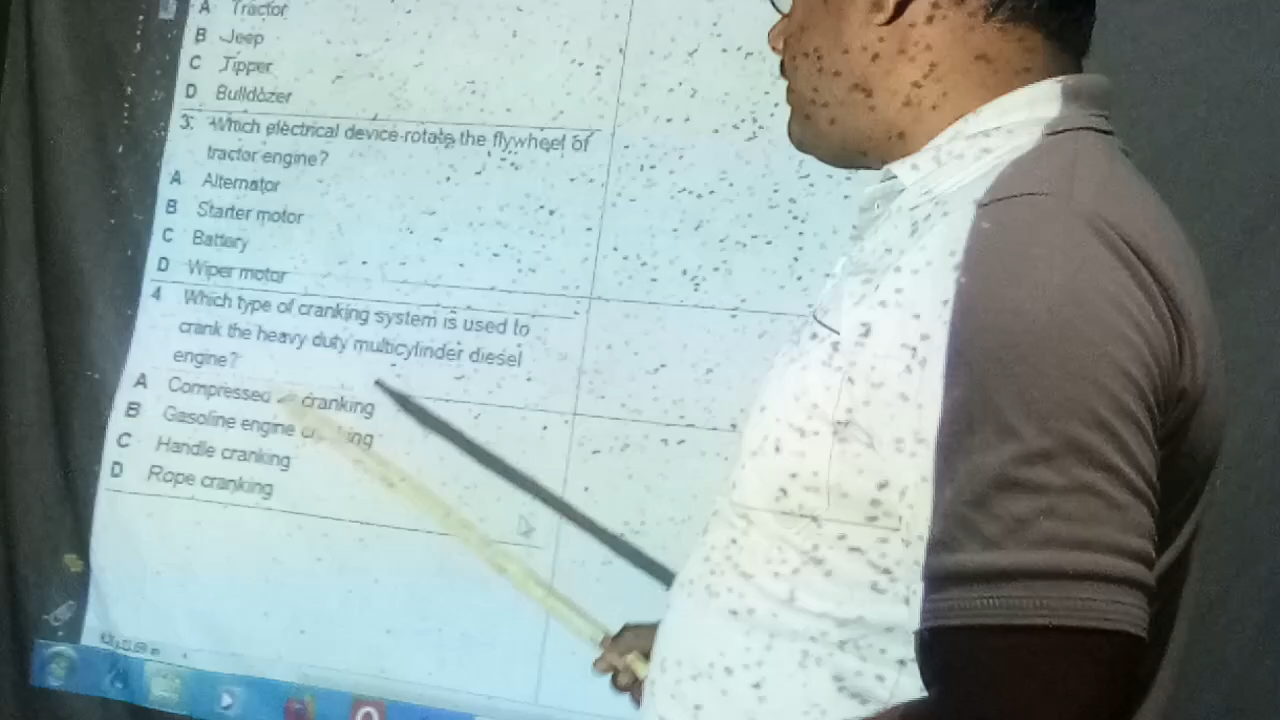 A Tractor
B Jeep
C Tipper
D Bulldozer
3. Which electrical device rotate the flywheel of
tractor engine?
A Alternator
B Starter motor
C Battery
D Wiper motor
4 Which type of cranking system is used to
crank the heavy duty multicylinder diesel
engine?
A Compressed cranking
B Gasoline engine
C Handle cranking
D Rope cranking